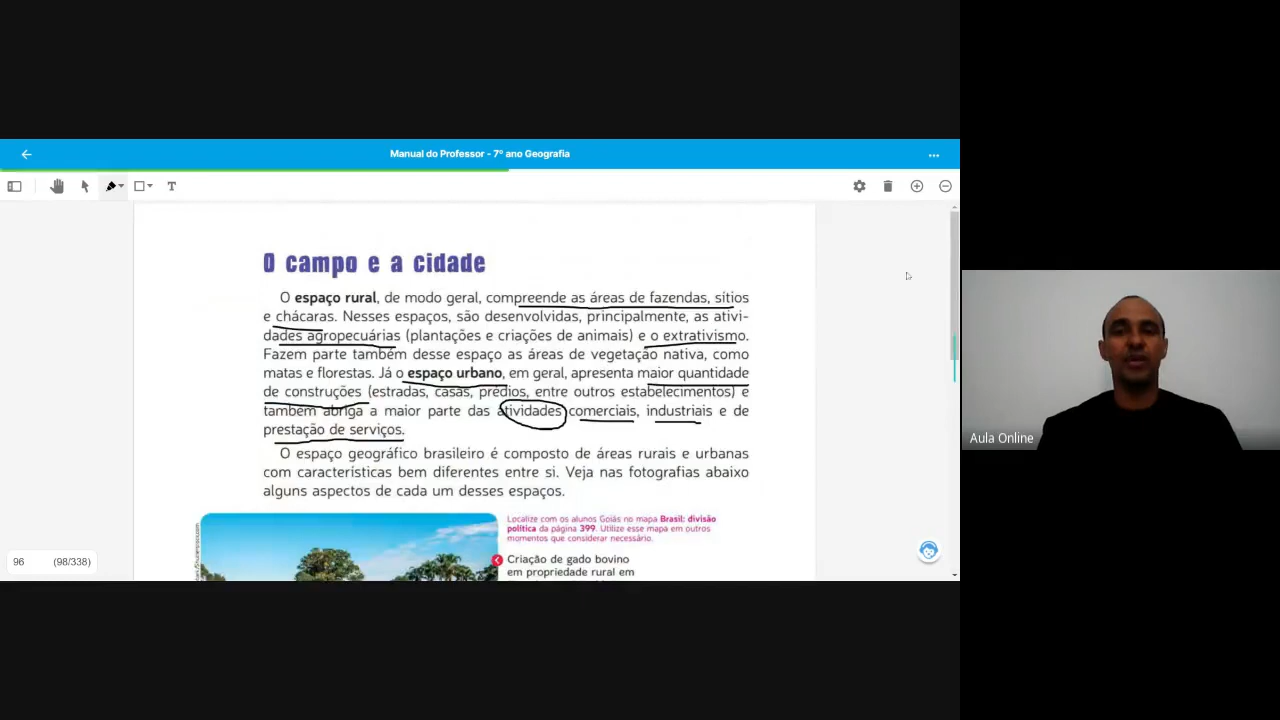 Manual do Professor - 7º ano Geografia
O campo e a cidade
O espaço rural, de modo geral, compreende as áreas de fazendas, sítios
e chácaras. Nesses espaços, são desenvolvidas, principalmente, as ativi-
dades agropecuárias (plantações e criações de animais) e o extrativismo.
Fazem parte também desse espaço as áreas de vegetação nativa, como
matas e florestas. Já o espaço urbano, em geral, apresenta maior quantidade
de construções (estradas, casas, prédios, entre outros estabelecimentos) e
também abriga a maior parte das atividades comerciais, industriais e de
prestação de serviços.
O espaço geográfico brasileiro é composto de áreas rurais e urbanas
com características bem diferentes entre si. Veja nas fotografias abaixo
alguns aspectos de cada um desses espaços.
Localize com os alunos Goiás no mapa Brasil: divisão
política da página 399. Utilize esse mapa em outros
momentos que considerar necessário.
Criação de gado bovino
em propriedade rural em
96 (98/338)
Aula Online